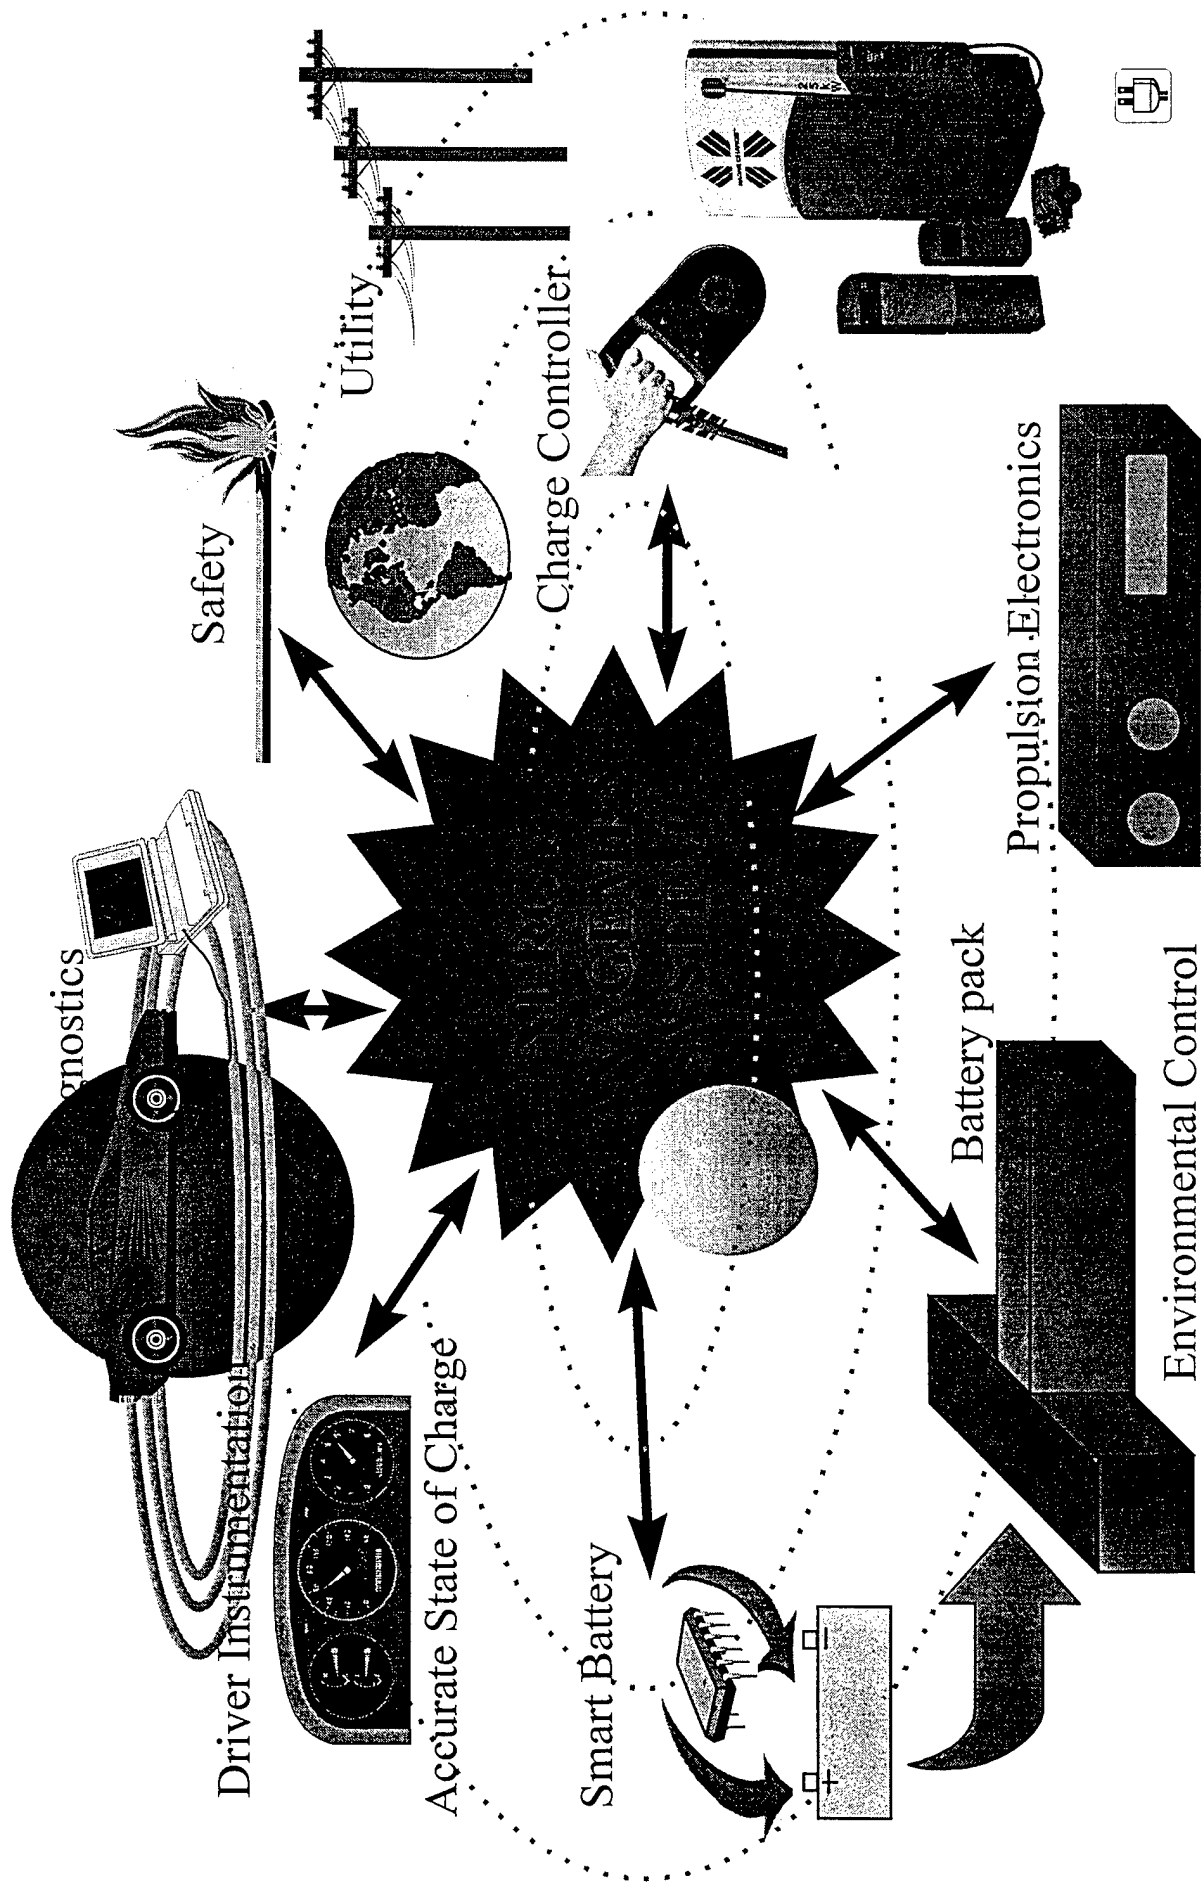 gnostics
Safety
Utility
Driver Instrumentation
Accurate State of Charge
Charge Controller
Smart Battery
+
−
25kW
Battery pack
Propulsion Electronics
Environmental Control